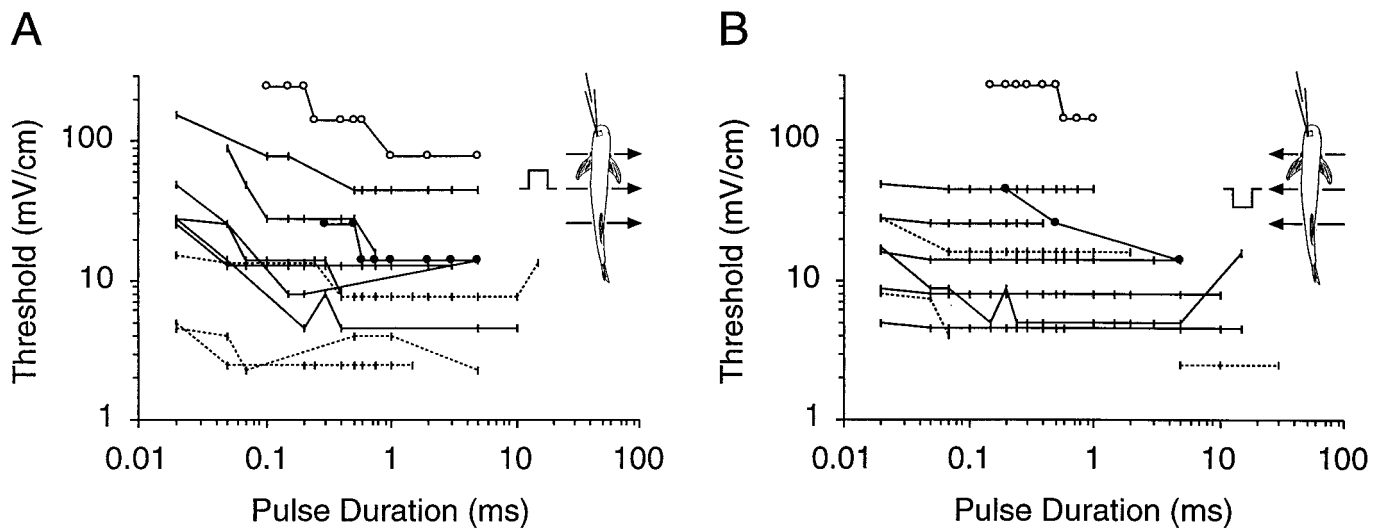 A
Threshold (mV/cm)
100
10
1
0.01 0.1 1 10 100
Pulse Duration (ms)
B
Threshold (mV/cm)
100
10
1
0.01 0.1 1 10 100
Pulse Duration (ms)